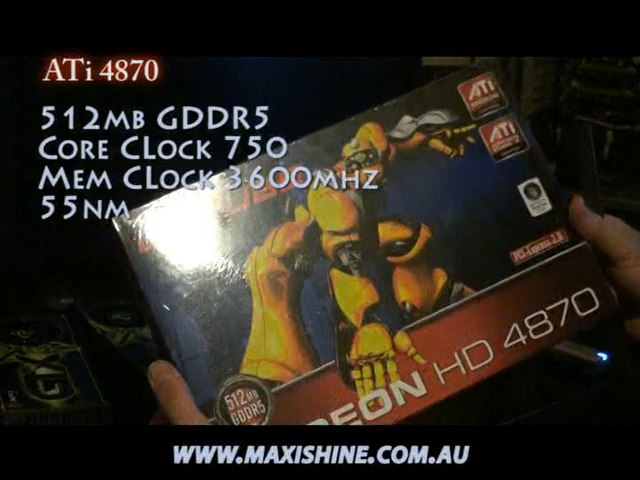 ATi 4870
512MB GDDR5
CORE CLOCK 750
MEM CLOCK 3600MHZ
55NM
ATI
ATI
PCI-Express 2.0
HD 4870
512MB
GDDR5
WWW.MAXISHINE.COM.AU